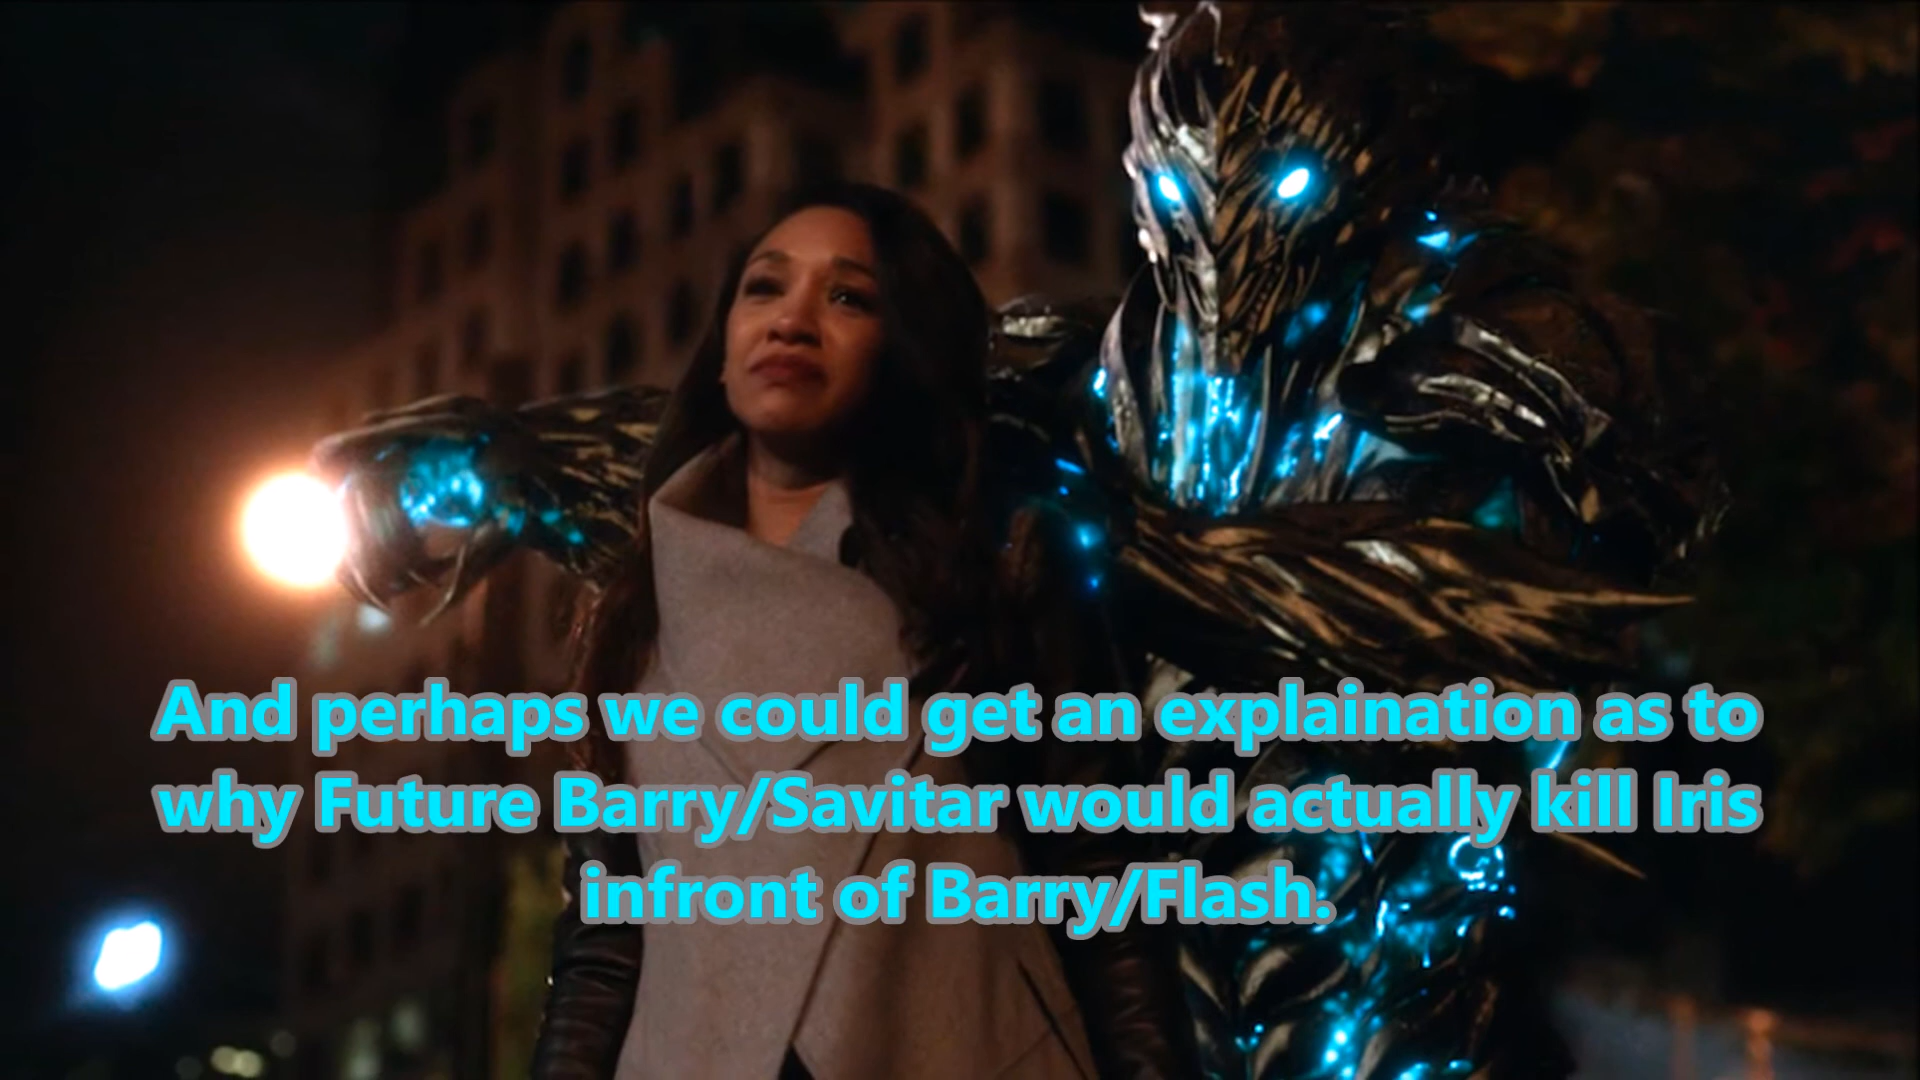 And perhaps we could get an explaination as to
why Future Barry/Savitar would actually kill Iris
infront of Barry/Flash.